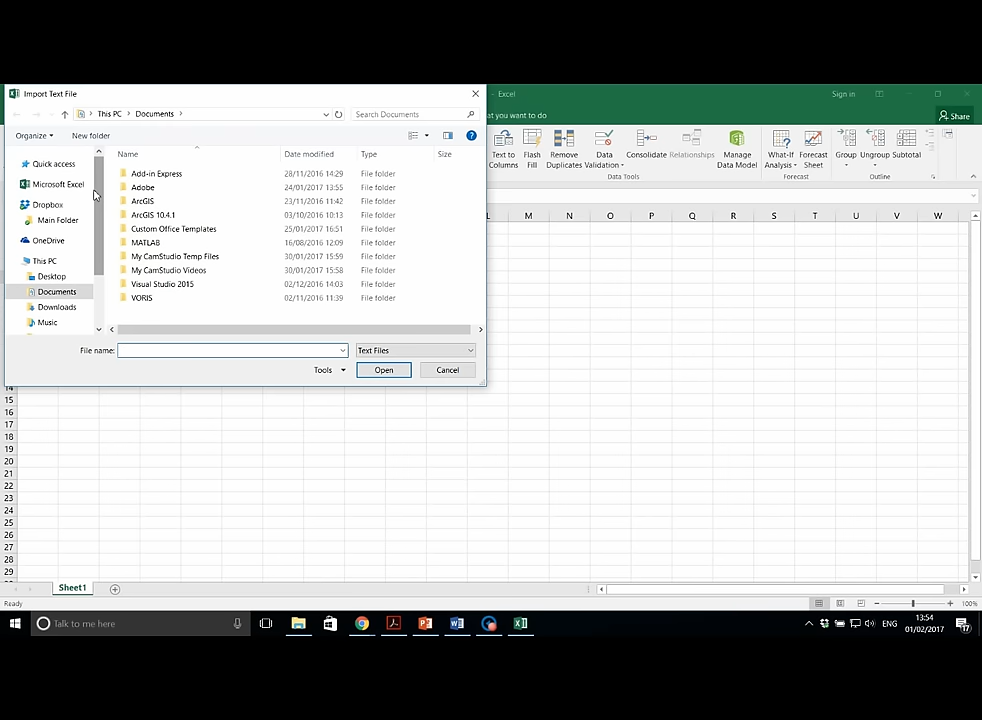 Import Text File
- Excel
Sign in
This PC
Documents
Search Documents
at you want to do
Share
Organize
New folder
Name
Date modified
Type
Size
Quick access
Microsoft Excel
Dropbox
Main Folder
OneDrive
This PC
Desktop
Documents
Downloads
Music
Add-in Express 28/11/2016 14:29 File folder
Adobe 24/01/2017 13:55 File folder
ArcGIS 23/11/2016 11:42 File folder
ArcGIS 10.4.1 03/10/2016 10:13 File folder
Custom Office Templates 25/01/2017 16:51 File folder
MATLAB 16/08/2016 12:09 File folder
My CamStudio Temp Files 30/01/2017 15:59 File folder
My CamStudio Videos 30/01/2017 15:58 File folder
Visual Studio 2015 02/12/2016 14:03 File folder
VORIS 02/11/2016 11:39 File folder
File name:
Text Files
Tools
Open
Cancel
Text to Columns
Flash Fill
Remove Duplicates
Data Validation
Consolidate
Relationships
Manage Data Model
What-If Analysis
Forecast Sheet
Group
Ungroup
Subtotal
Data Tools
Forecast
Outline
L M N O P Q R S T U V W
14
15
16
17
18
19
20
21
22
23
24
25
26
27
28
29
Sheet1
Ready
100%
Talk to me here
ENG
13:54
01/02/2017
17